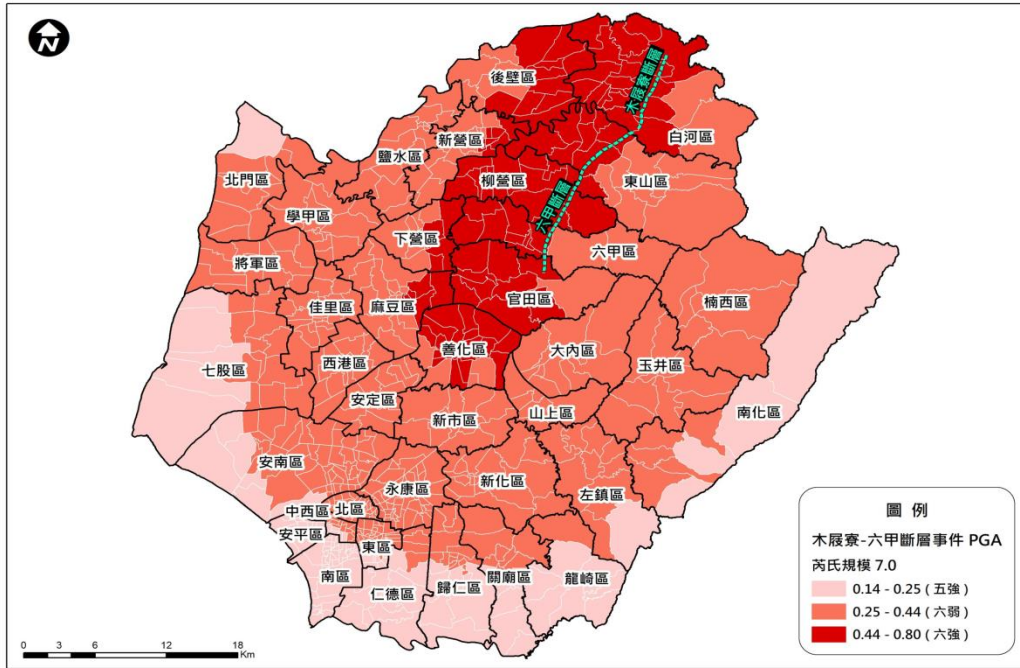 N
後壁區
木屐寮斷層
白河區
新營區
鹽水區
柳營區
東山區
北門區
學甲區
六甲斷層
下營區
六甲區
將軍區
官田區
楠西區
佳里區
麻豆區
善化區
大內區
七股區
西港區
玉井區
安定區
新市區
山上區
南化區
安南區
永康區
新化區
左鎮區
中西區
北區
安平區
東區
南區
仁德區
歸仁區
關廟區
龍崎區
圖 例
木屐寮-六甲斷層事件 PGA
芮氏規模 7.0
0.14 - 0.25 ( 五強 )
0.25 - 0.44 ( 六弱 )
0.44 - 0.80 ( 六強 )
0 3 6 12 18
Km